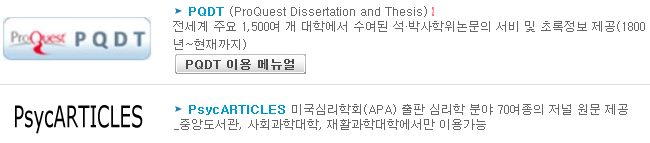 ProQuest PQDT
➤ PQDT (ProQuest Dissertation and Thesis)
전세계 주요 1,500여 개 대학에서 수여된 석·박사학위논문의 서비 및 초록정보 제공(1800
년~현재까지)
PQDT 이용 메뉴얼
PsycARTICLES
➤ PsycARTICLES 미국심리학회(APA) 출판 심리학 분야 70여종의 저널 원문 제공
_중앙도서관, 사회과학대학, 재활과학대학에서만 이용가능